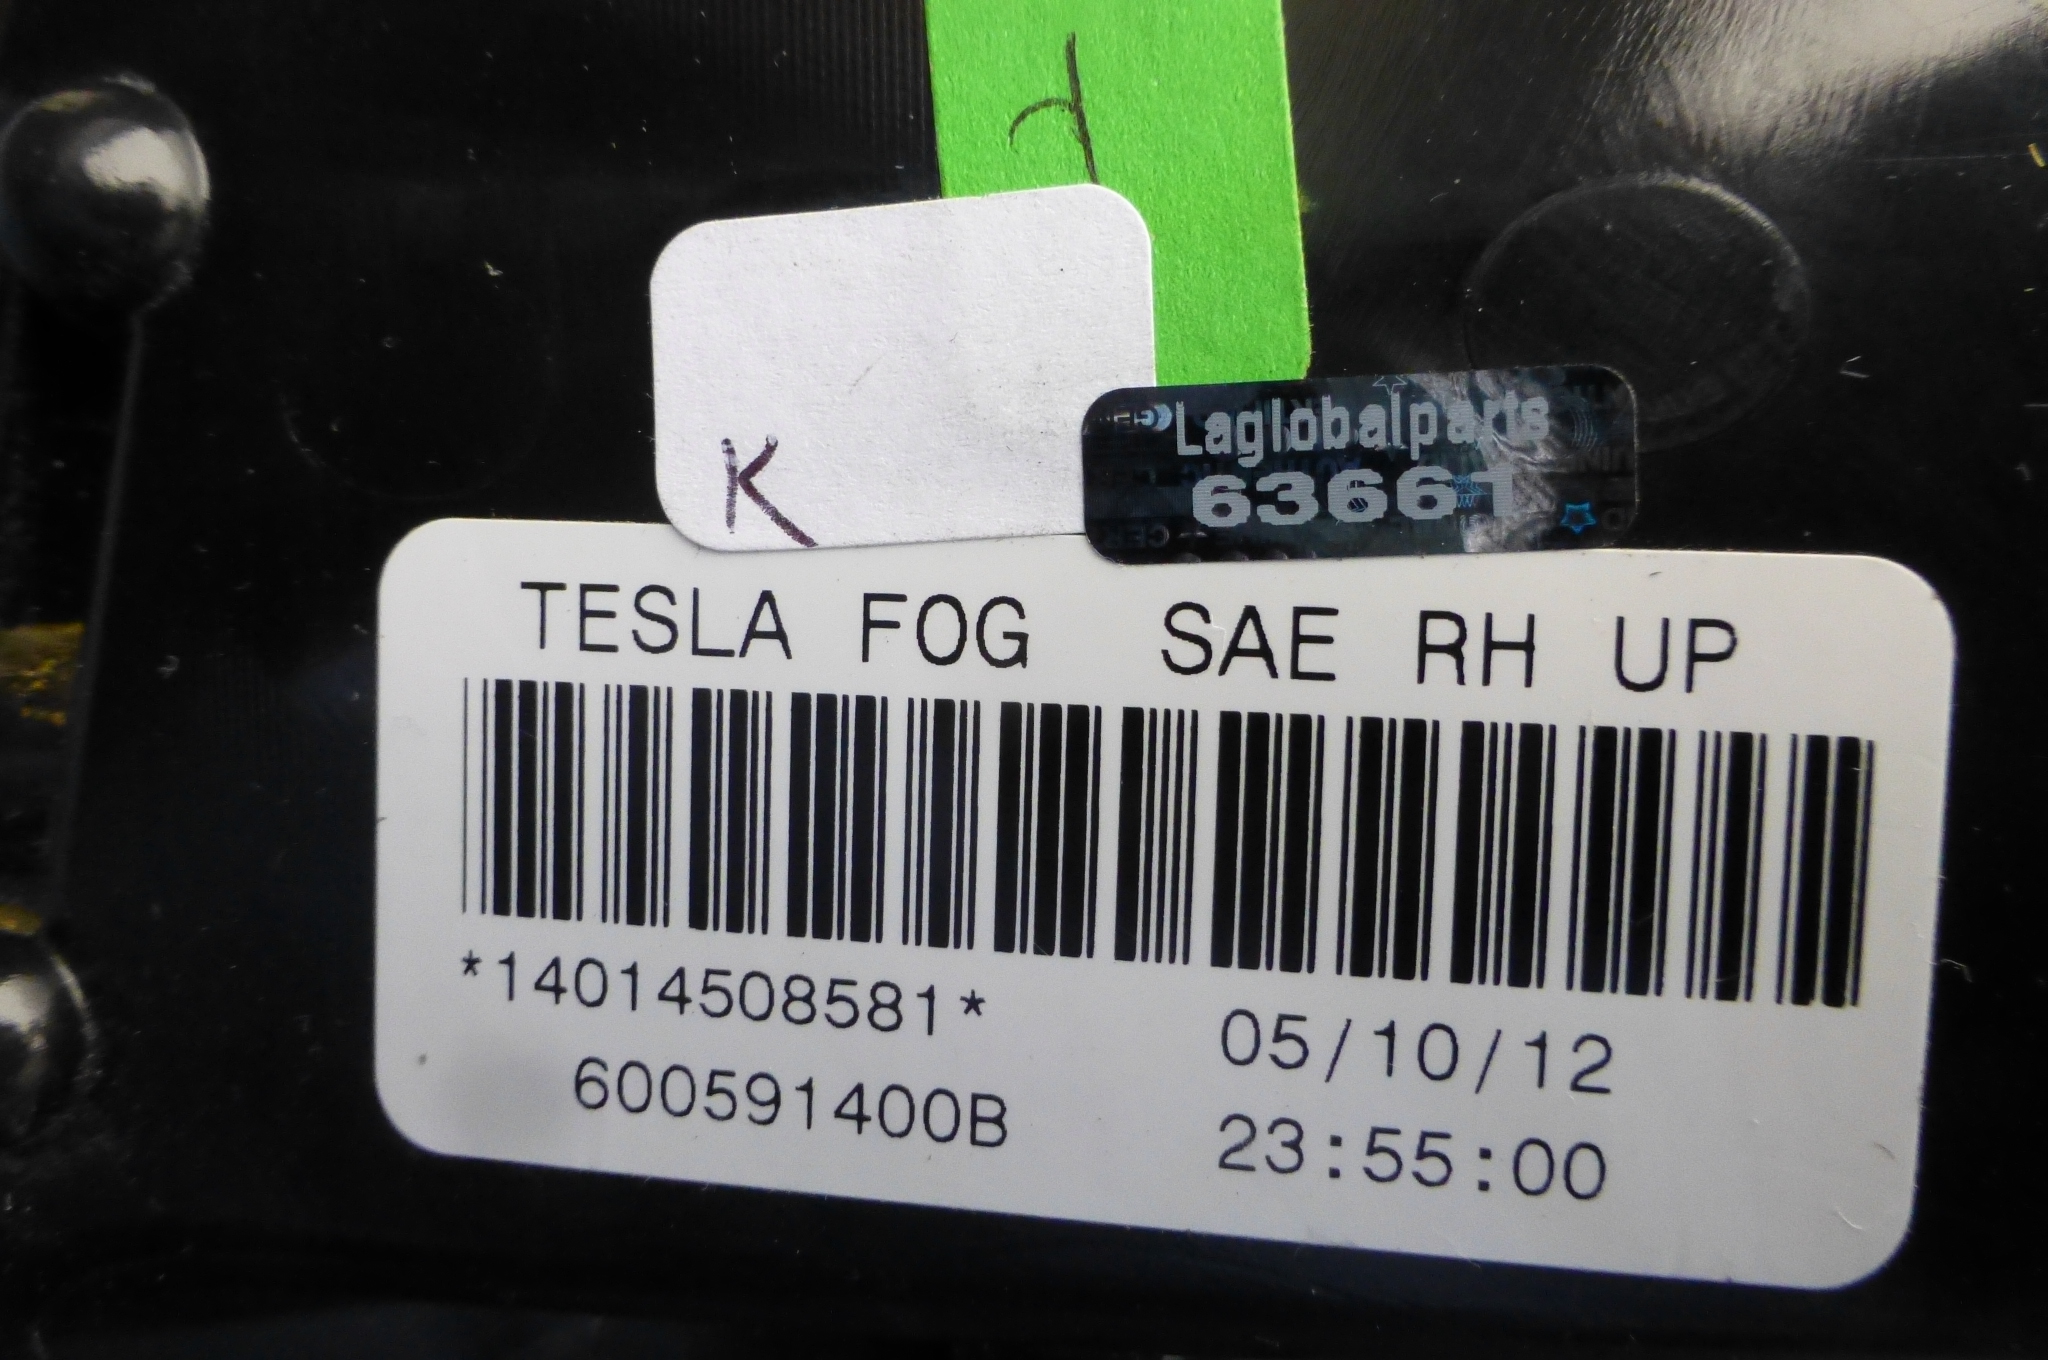 K
Laglobalparts
63661
TESLA FOG SAE RH UP
*14014508581*
05/10/12
600591400B
23:55:00